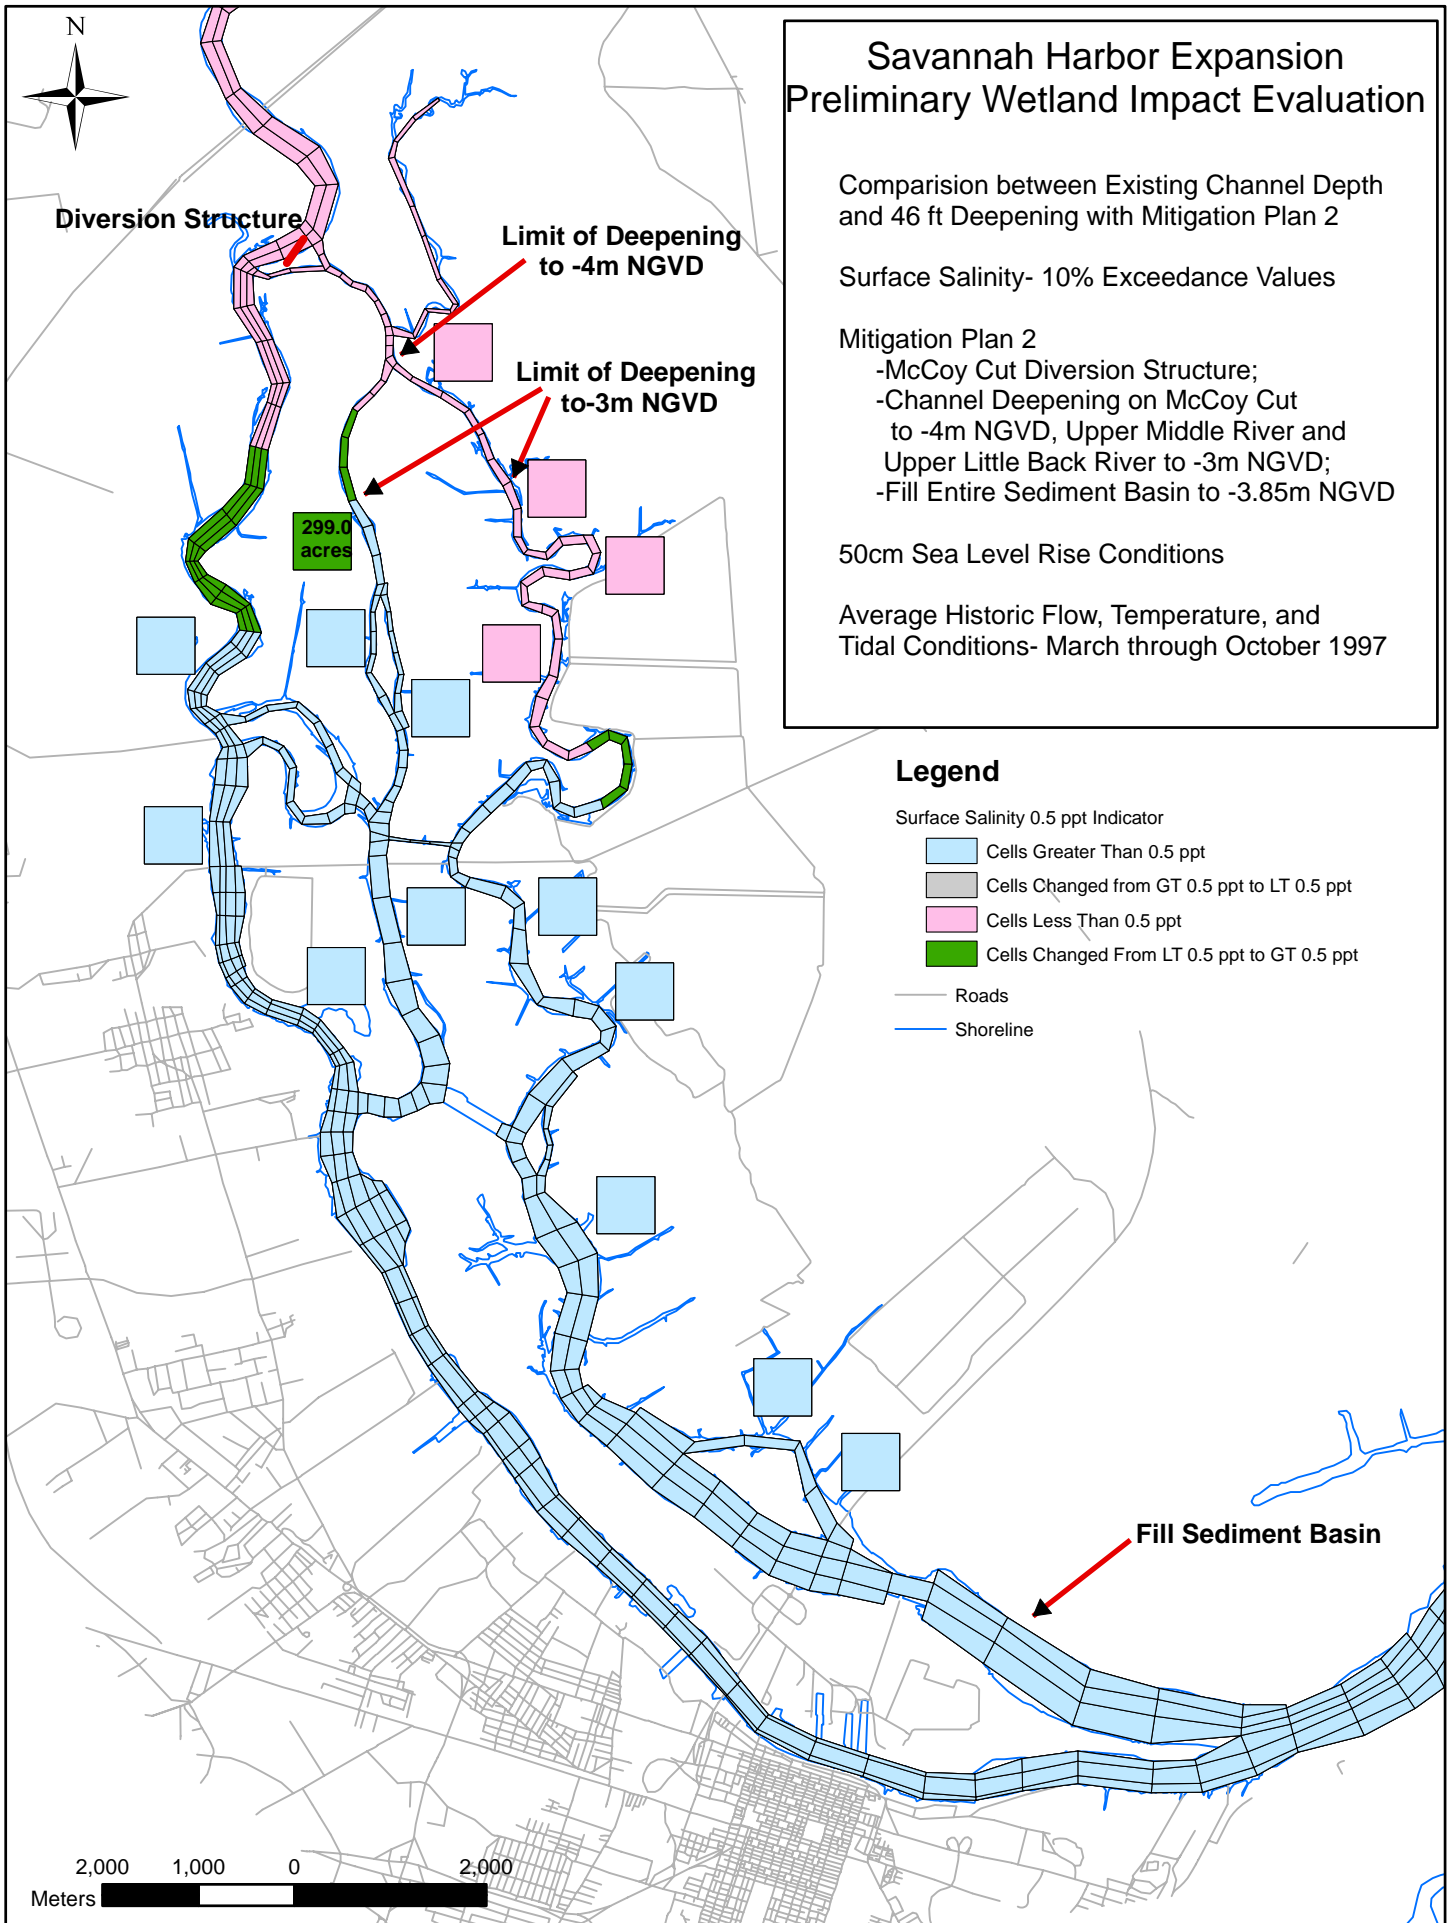 N
Savannah Harbor Expansion
Preliminary Wetland Impact Evaluation
Comparision between Existing Channel Depth
and 46 ft Deepening with Mitigation Plan 2
Surface Salinity- 10% Exceedance Values
Mitigation Plan 2
-McCoy Cut Diversion Structure;
-Channel Deepening on McCoy Cut
to -4m NGVD, Upper Middle River and
Upper Little Back River to -3m NGVD;
-Fill Entire Sediment Basin to -3.85m NGVD
50cm Sea Level Rise Conditions
Average Historic Flow, Temperature, and
Tidal Conditions- March through October 1997
Diversion Structure
Limit of Deepening
to -4m NGVD
Limit of Deepening
to-3m NGVD
299.0
acres
Legend
Surface Salinity 0.5 ppt Indicator
Cells Greater Than 0.5 ppt
Cells Changed from GT 0.5 ppt to LT 0.5 ppt
Cells Less Than 0.5 ppt
Cells Changed From LT 0.5 ppt to GT 0.5 ppt
Roads
Shoreline
Fill Sediment Basin
2,000 1,000 0 2,000
Meters